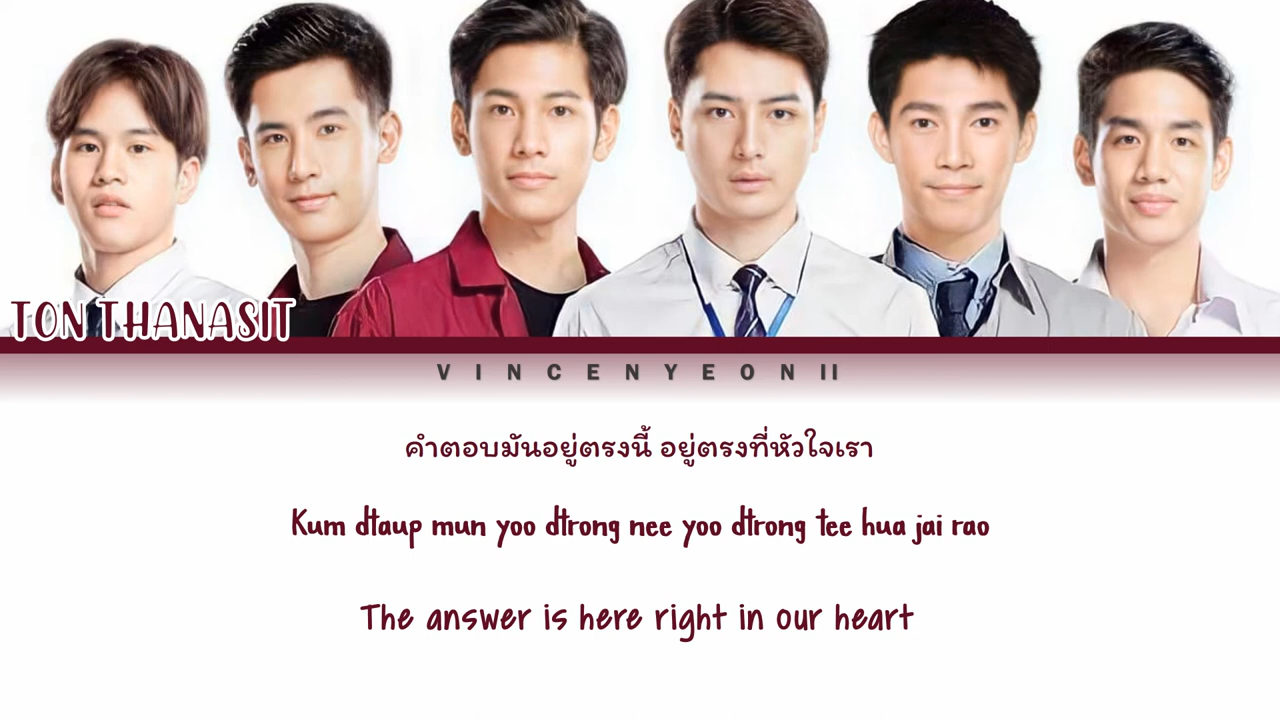 TON THANASIT
VINCENYEON II
คำตอบมันอยู่ตรงนี้ อยู่ตรงที่หัวใจเรา
Kum dtaup mun yoo dtrong nee yoo dtrong tee hua jai rao
The answer is here right in our heart